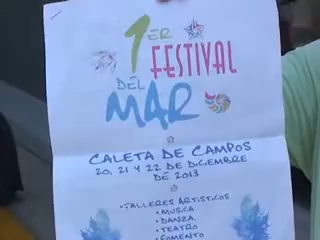 1ER
FESTIVAL
DEL
MAR
CALETA DE CAMPOS
20, 21 Y 22 DE DICIEMBRE
DE 2013
•TALLERES ARTISTICOS
•MUSICA
•DANZA
•TEATRO
•FOMENTO